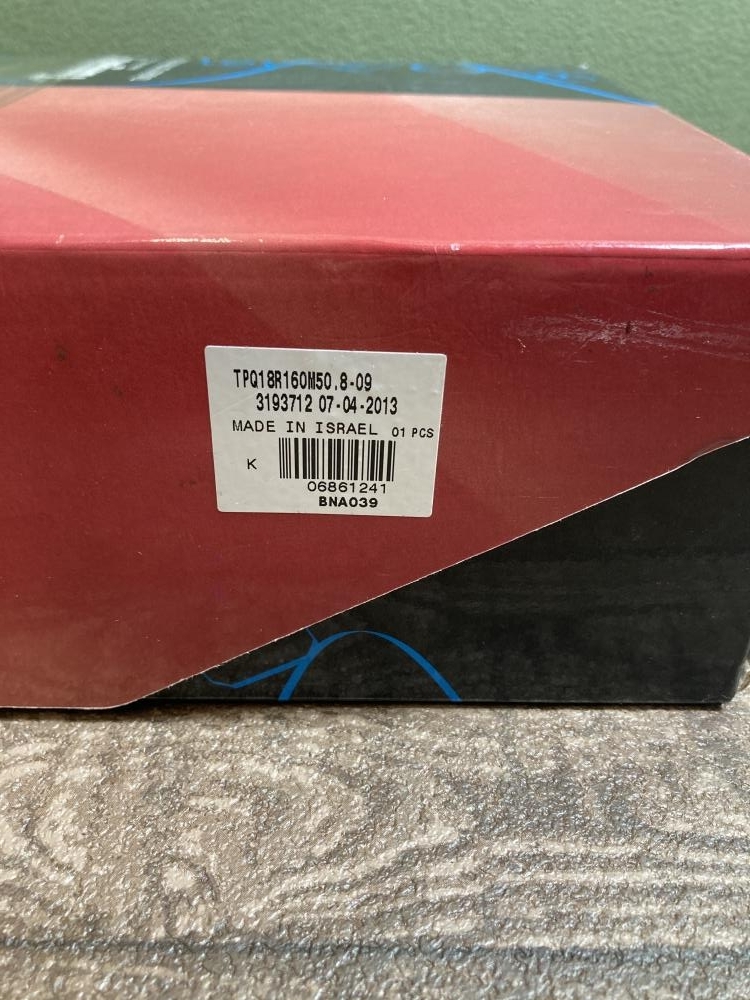 TPQ18R160M50.8-09
3193712 07-04-2013
MADE IN ISRAEL 01 PCS
K
06861241
BNA039